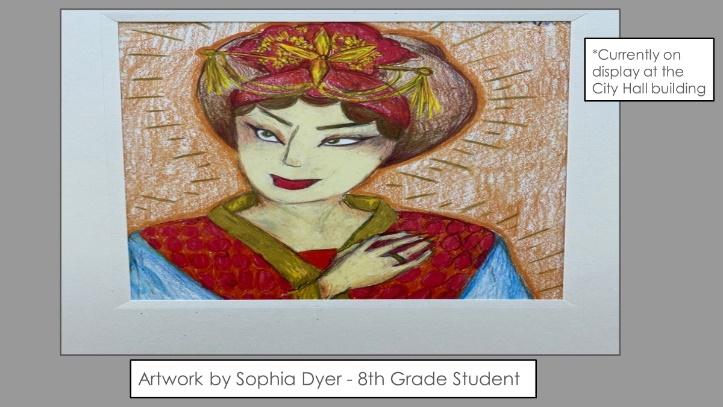 *Currently on
display at the
City Hall building
Artwork by Sophia Dyer - 8th Grade Student